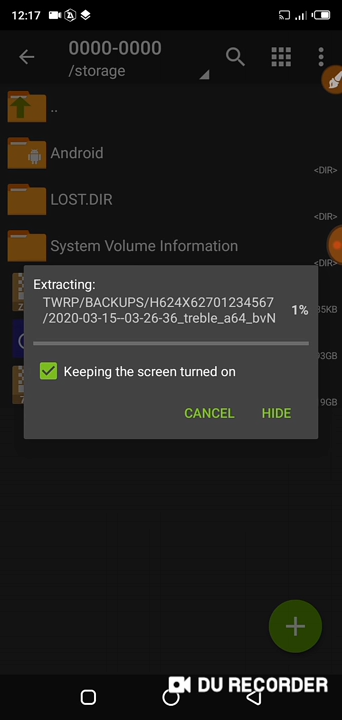 12:17
0000-0000
/storage
..
Android
<DIR>
LOST.DIR
<DIR>
System Volume Information
<DIR>
Extracting:
TWRP/BACKUPS/H624X62701234567
/2020-03-15--03-26-36_treble_a64_bvN
1%
Keeping the screen turned on
CANCEL
HIDE
DU RECORDER